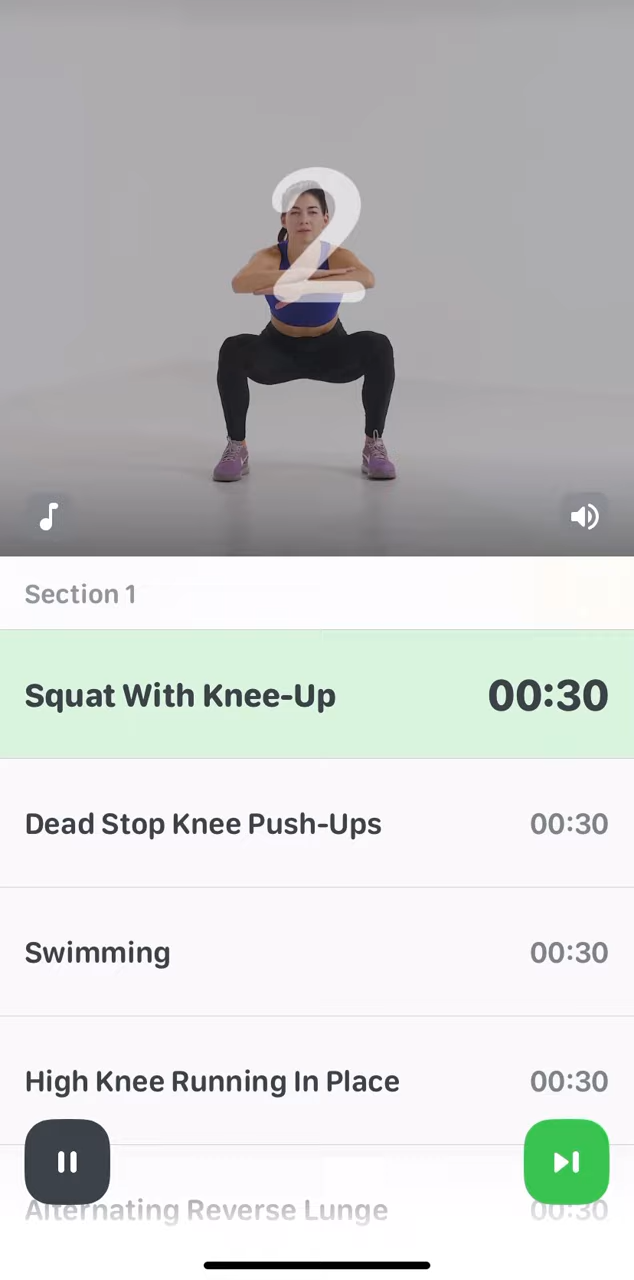 2
Section 1
Squat With Knee-Up 00:30
Dead Stop Knee Push-Ups 00:30
Swimming 00:30
High Knee Running In Place 00:30
Alternating Reverse Lunge 00:30